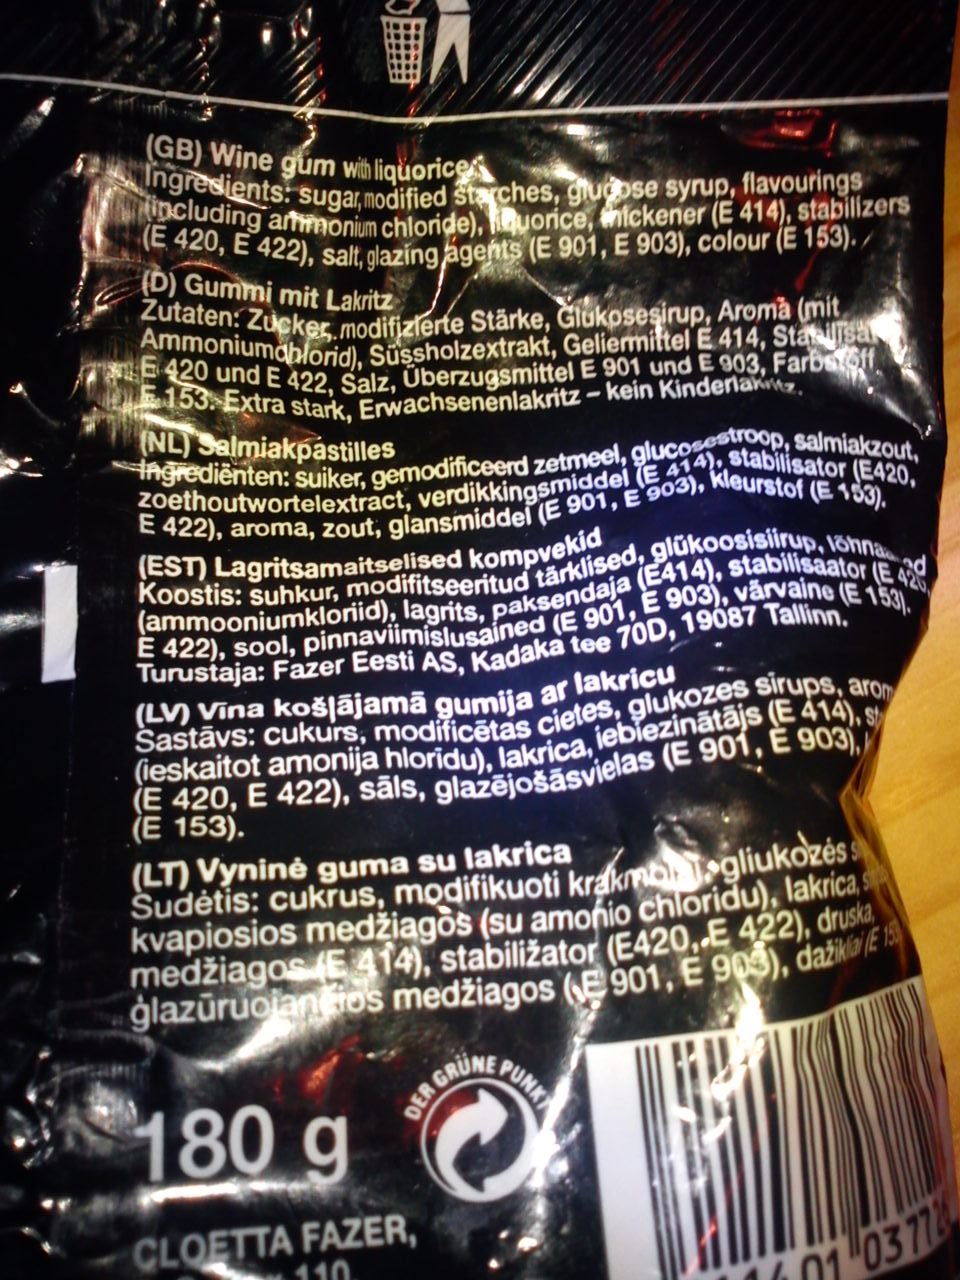 (GB) Wine gum with liquorice
Ingredients: sugar, modified starches, glucose syrup, flavourings
(including ammonium chloride), liquorice, thickener (E 414), stabilizers
(E 420, E 422), salt, glazing agents (E 901, E 903), colour (E 153).
(D) Gummi mit Lakritz
Zutaten: Zucker, modifizierte Stärke, Glukosesirup, Aroma (mit
Ammoniumchlorid), Süssholzextrakt, Geliermittel E 414, Stabilisator
E 420 und E 422, Salz, Überzugsmittel E 901 und E 903, Farbstoff
E 153. Extra stark, Erwachsenenlakritz – kein Kinderlakritz.
(NL) Salmiakpastilles
Ingrediënten: suiker, gemodificeerd zetmeel, glucosestroop, salmiakzout,
zoethoutwortelextract, verdikkingsmiddel (E 414), stabilisator (E420,
E 422), aroma, zout, glansmiddel (E 901, E 903), kleurstof (E 153).
(EST) Lagritsamaitselised kompvekid
Koostis: suhkur, modifitseeritud tärklised, glükoosisiirup,
(ammooniumkloriid), lagrits, paksendaja (E414), stabilisaator (E 420,
E 422), sool, pinnaviimislusained (E 901, E 903), värvaine (E 153).
Turustaja: Fazer Eesti AS, Kadaka tee 70D, 19087 Tallinn.
(LV) Vīna košļājamā gumija ar lakricu
Sastāvs: cukurs, modificētas cietes, glukozes sīrups,
(ieskaitot amonija hlorīdu), lakrica, iebiezinātājs (E 414),
(E 420, E 422), sāls, glazējošāsvielas (E 901, E 903),
(E 153).
(LT) Vyninė guma su lakrica
Sudėtis: cukrus, modifikuoti krakmolai, gliukozės
kvapiosios medžiagos (su amonio chloridu), lakrica,
medžiagos (E 414), stabiližator (E420, E 422), druska,
glazūruojančios medžiagos (E 901, E 903), dažikliai (E 153
180 g
DER GRÜNE PUNKT
CLOETTA FAZER,
110